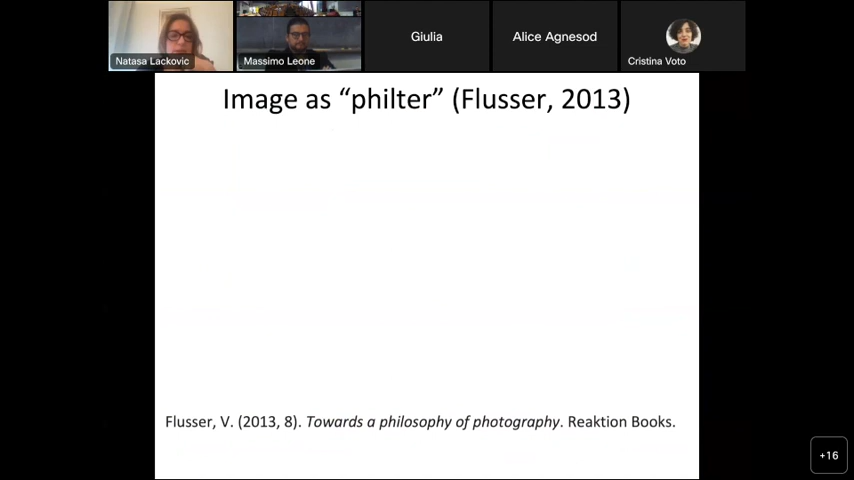 Natasa Lackovic
Massimo Leone
Giulia
Alice Agnesod
Cristina Voto
Image as “philter” (Flusser, 2013)
Flusser, V. (2013, 8). Towards a philosophy of photography. Reaktion Books.
+16